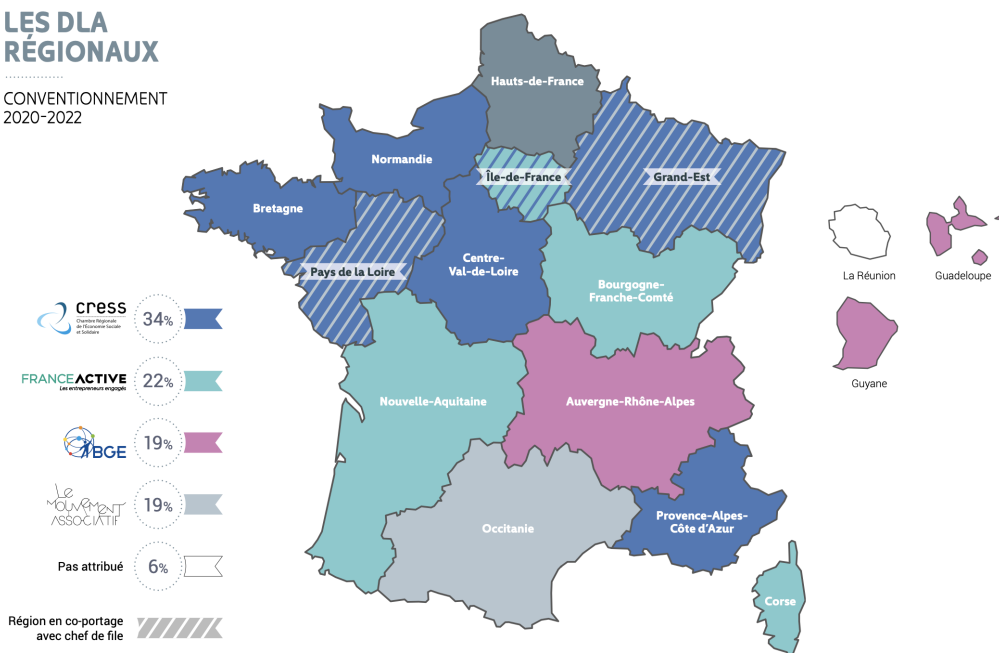 LES DLA
RÉGIONAUX
CONVENTIONNEMENT
2020-2022
Hauts-de-France
Normandie
Île-de-France
Grand-Est
Bretagne
Pays de la Loire
Centre-
Val-de-Loire
Bourgogne-
Franche-Comté
La Réunion
Guadeloupe
Guyane
Nouvelle-Aquitaine
Auvergne-Rhône-Alpes
Occitanie
Provence-Alpes-
Côte d'Azur
Corse
cress
Chambre Régionale
de l'Économie Sociale
et Solidaire
34%
FRANCEACTIVE
Les entrepreneurs engagés
22%
BGE
19%
Le
MOUVEMENT
ASSOCIATIF
19%
Pas attribué
6%
Région en co-portage
avec chef de file